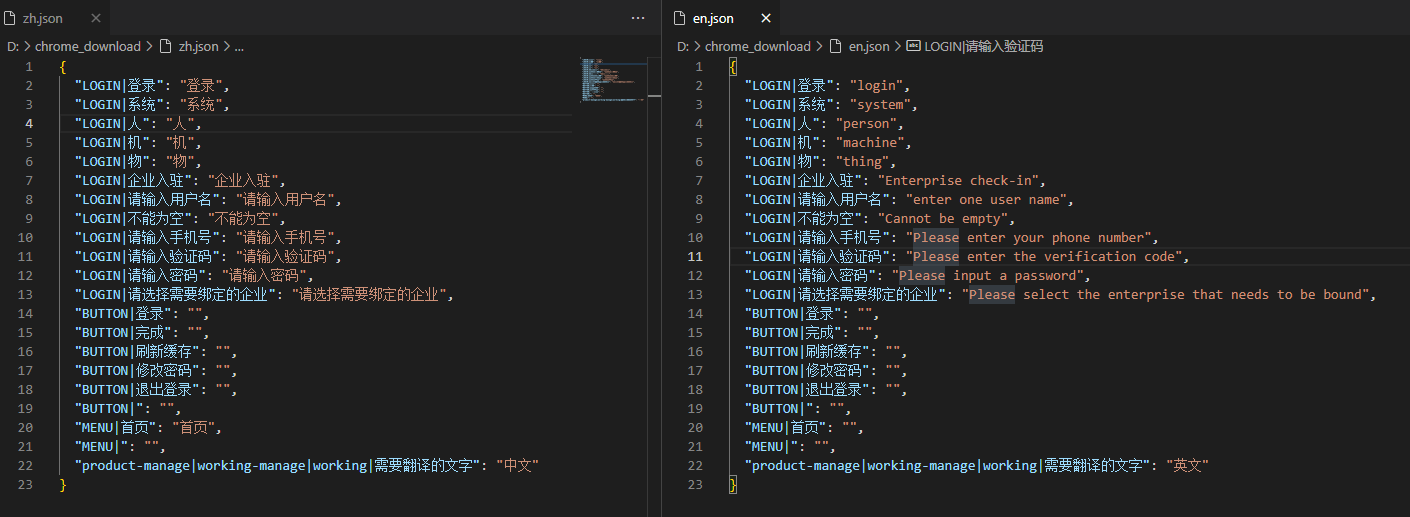 zh.json
D: > chrome_download > zh.json > ...
1 {
2 "LOGIN|登录": "登录",
3 "LOGIN|系统": "系统",
4 "LOGIN|人": "人",
5 "LOGIN|机": "机",
6 "LOGIN|物": "物",
7 "LOGIN|企业入驻": "企业入驻",
8 "LOGIN|请输入用户名": "请输入用户名",
9 "LOGIN|不能为空": "不能为空",
10 "LOGIN|请输入手机号": "请输入手机号",
11 "LOGIN|请输入验证码": "请输入验证码",
12 "LOGIN|请输入密码": "请输入密码",
13 "LOGIN|请选择需要绑定的企业": "请选择需要绑定的企业",
14 "BUTTON|登录": "",
15 "BUTTON|完成": "",
16 "BUTTON|刷新缓存": "",
17 "BUTTON|修改密码": "",
18 "BUTTON|退出登录": "",
19 "BUTTON|": "",
20 "MENU|首页": "首页",
21 "MENU|": "",
22 "product-manage|working-manage|working|需要翻译的文字": "中文"
23 }
en.json
D: > chrome_download > en.json > LOGIN|请输入验证码
1 {
2 "LOGIN|登录": "login",
3 "LOGIN|系统": "system",
4 "LOGIN|人": "person",
5 "LOGIN|机": "machine",
6 "LOGIN|物": "thing",
7 "LOGIN|企业入驻": "Enterprise check-in",
8 "LOGIN|请输入用户名": "enter one user name",
9 "LOGIN|不能为空": "Cannot be empty",
10 "LOGIN|请输入手机号": "Please enter your phone number",
11 "LOGIN|请输入验证码": "Please enter the verification code",
12 "LOGIN|请输入密码": "Please input a password",
13 "LOGIN|请选择需要绑定的企业": "Please select the enterprise that needs to be bound",
14 "BUTTON|登录": "",
15 "BUTTON|完成": "",
16 "BUTTON|刷新缓存": "",
17 "BUTTON|修改密码": "",
18 "BUTTON|退出登录": "",
19 "BUTTON|": "",
20 "MENU|首页": "",
21 "MENU|": "",
22 "product-manage|working-manage|working|需要翻译的文字": "英文"
23 }